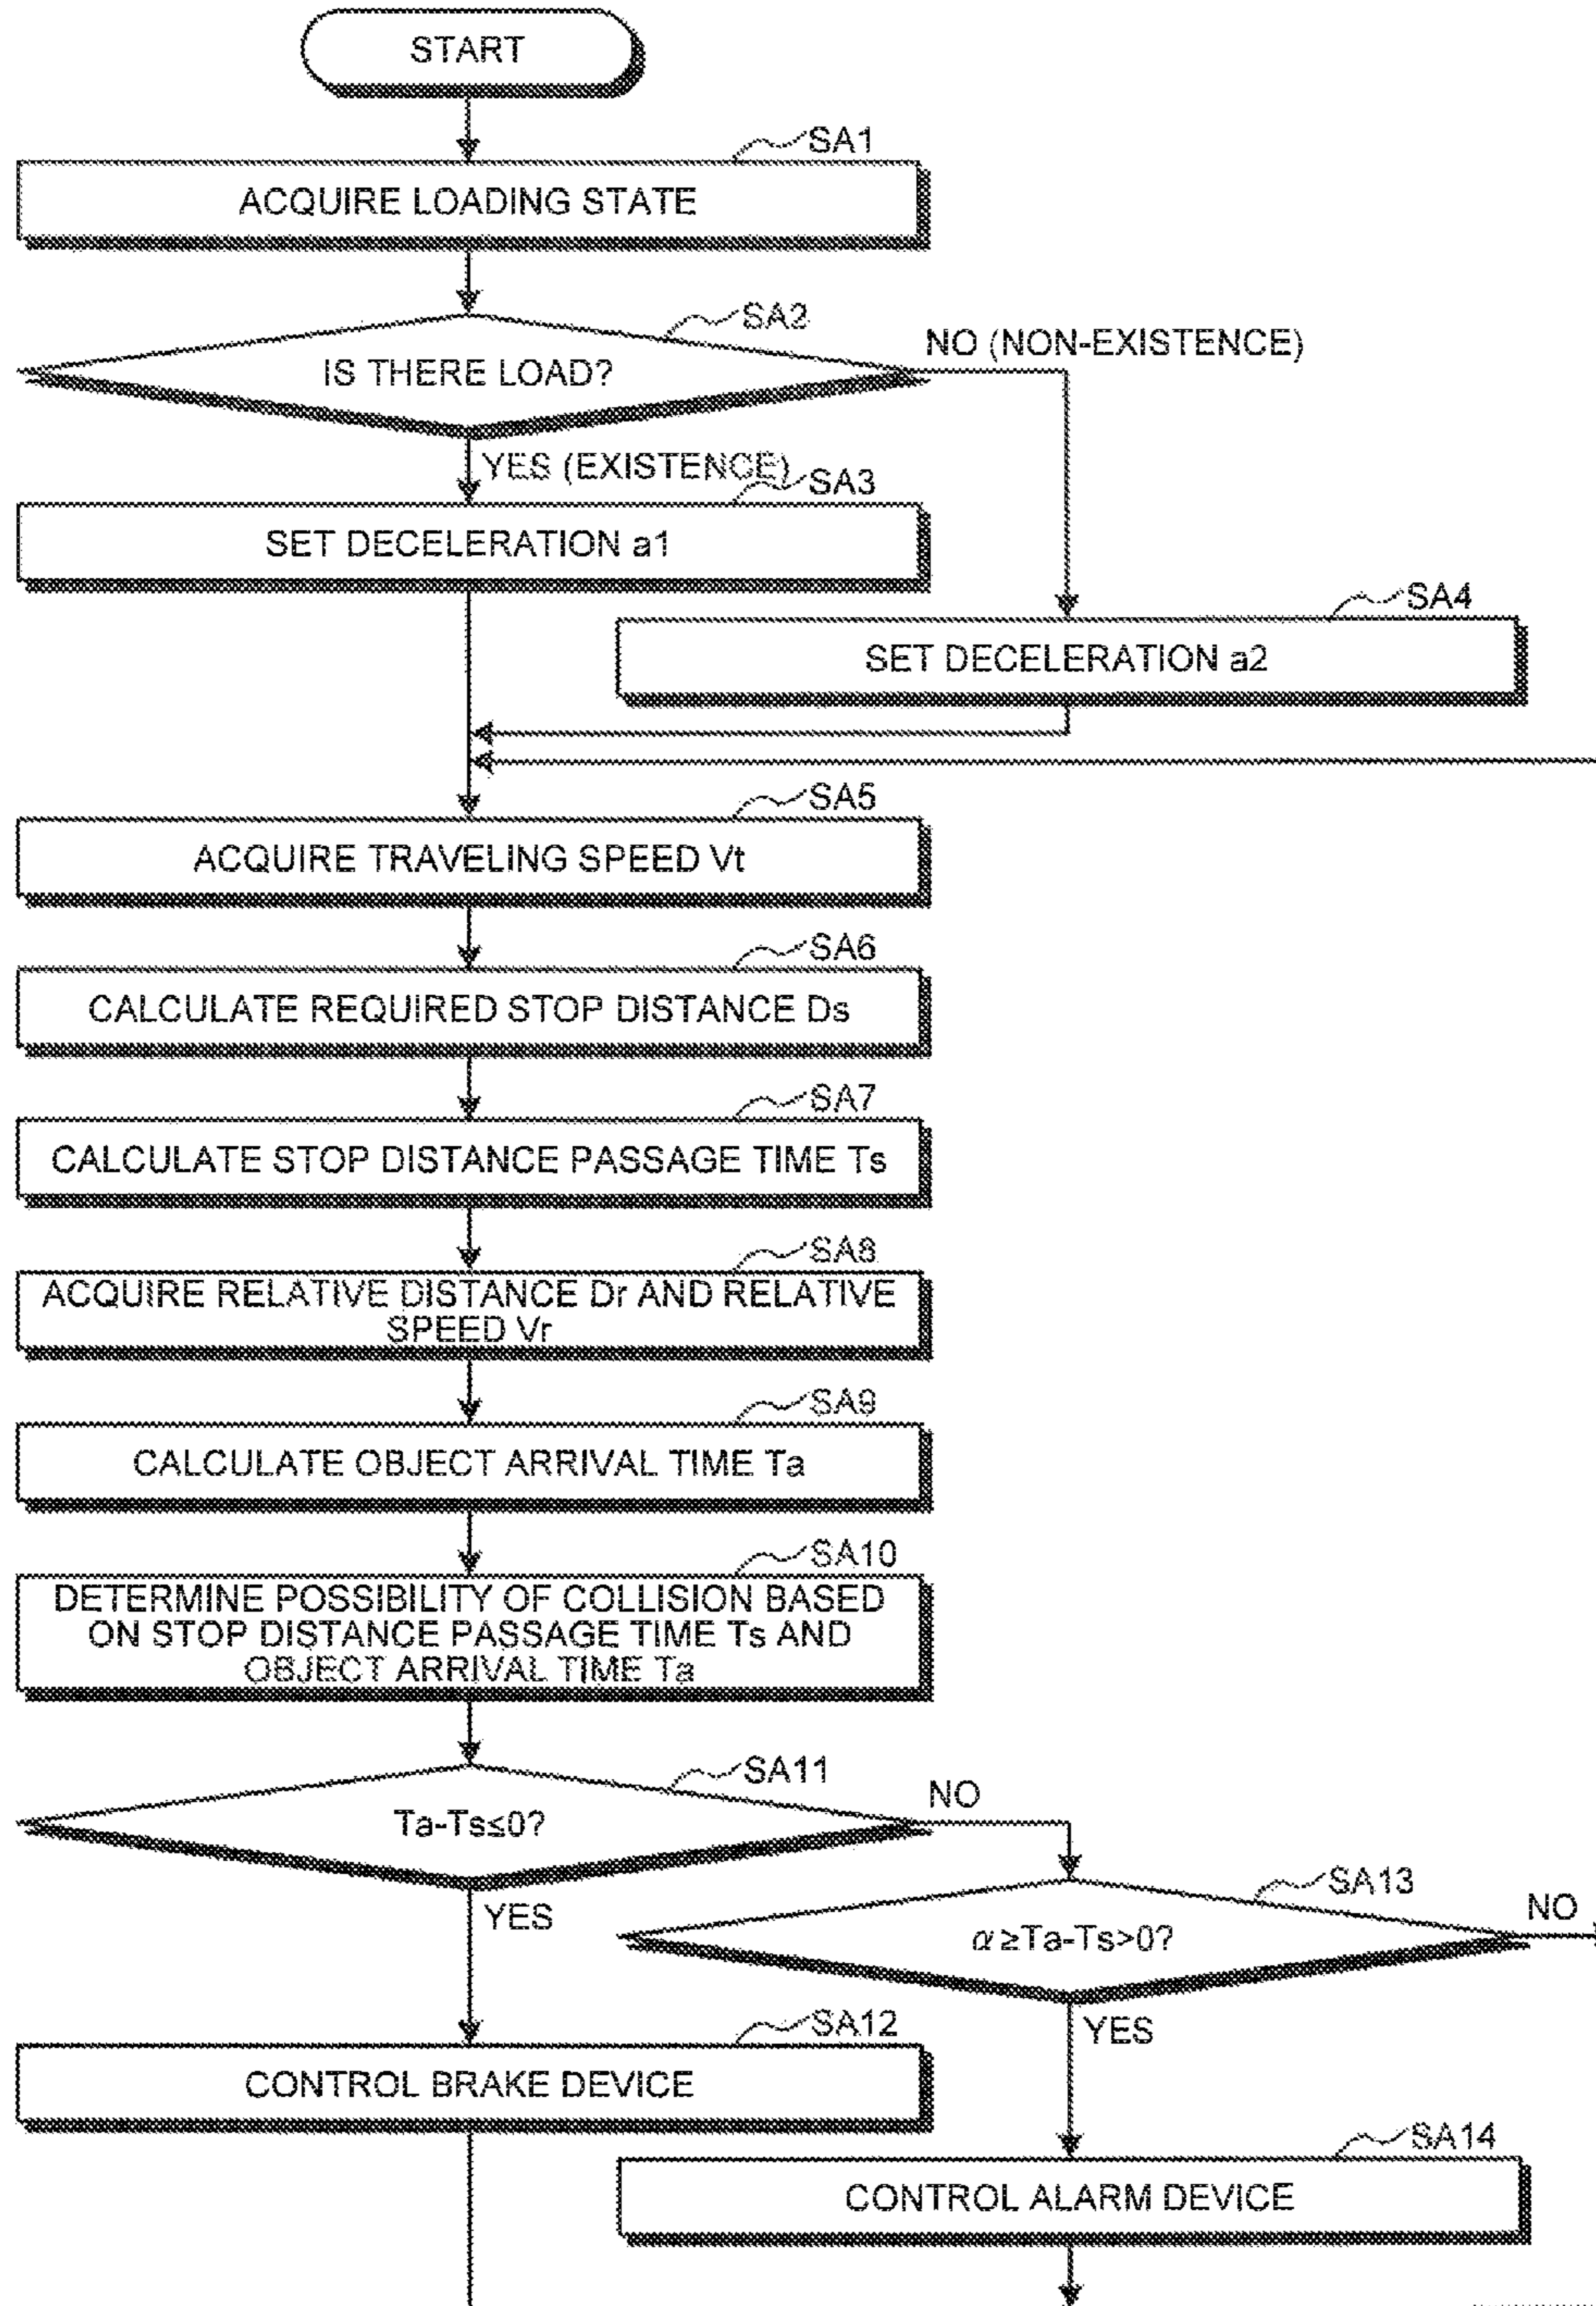 START
SA1
ACQUIRE LOADING STATE
SA2
IS THERE LOAD?
NO (NON-EXISTENCE)
YES (EXISTENCE)
SA3
SET DECELERATION a1
SA4
SET DECELERATION a2
SA5
ACQUIRE TRAVELING SPEED Vt
SA6
CALCULATE REQUIRED STOP DISTANCE Ds
SA7
CALCULATE STOP DISTANCE PASSAGE TIME Ts
SA8
ACQUIRE RELATIVE DISTANCE Dr AND RELATIVE
SPEED Vr
SA9
CALCULATE OBJECT ARRIVAL TIME Ta
SA10
DETERMINE POSSIBILITY OF COLLISION BASED
ON STOP DISTANCE PASSAGE TIME Ts AND
OBJECT ARRIVAL TIME Ta
SA11
Ta-Ts≤0?
NO
YES
SA13
α≥Ta-Ts>0?
NO
YES
SA12
CONTROL BRAKE DEVICE
SA14
CONTROL ALARM DEVICE